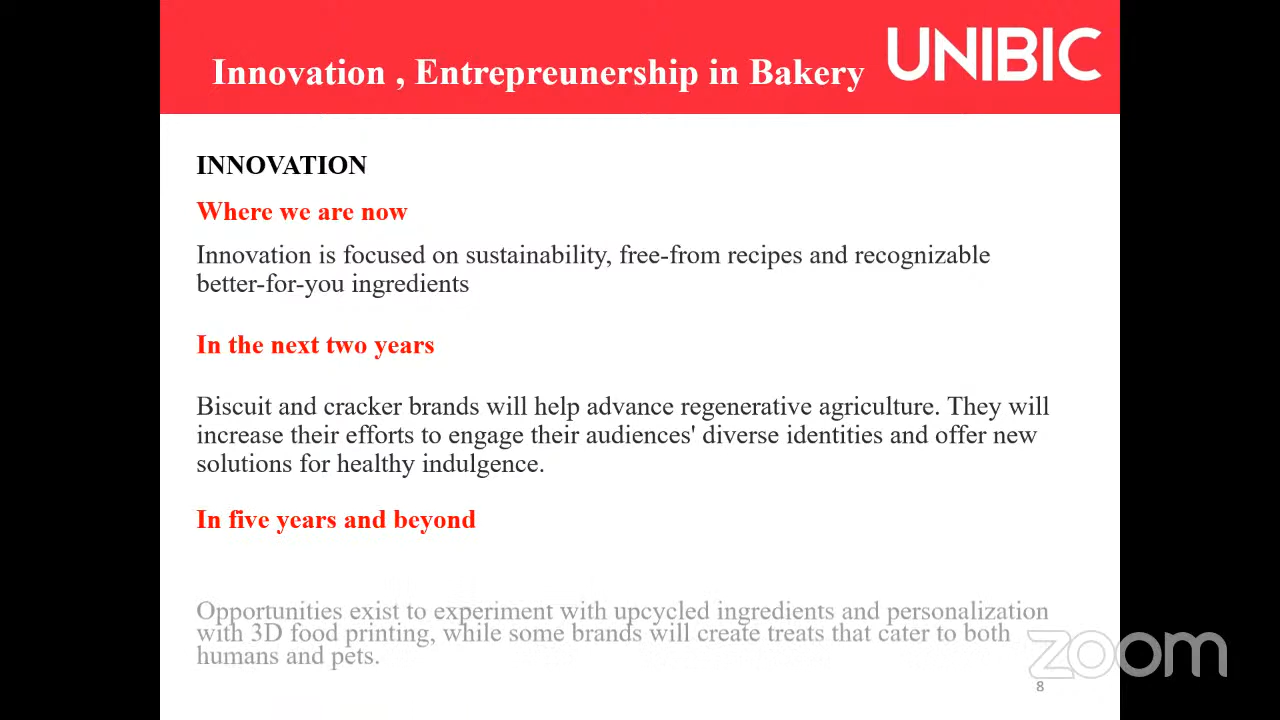 Innovation , Entrepreunership in Bakery
UNIBIC
INNOVATION
Where we are now
Innovation is focused on sustainability, free-from recipes and recognizable
better-for-you ingredients
In the next two years
Biscuit and cracker brands will help advance regenerative agriculture. They will
increase their efforts to engage their audiences' diverse identities and offer new
solutions for healthy indulgence.
In five years and beyond
Opportunities exist to experiment with upcycled ingredients and personalization
with 3D food printing, while some brands will create treats that cater to both
humans and pets.
zoom
8